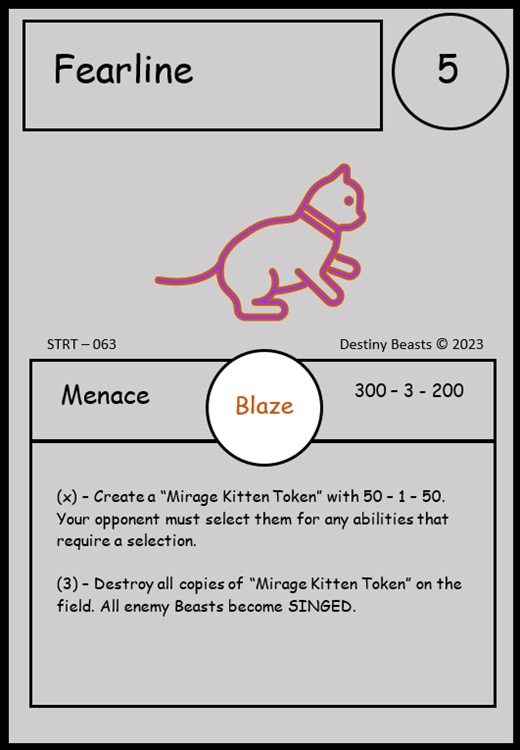 Fearline
5
STRT – 063
Destiny Beasts © 2023
Menace
Blaze
300 – 3 – 200
(x) – Create a “Mirage Kitten Token” with 50 – 1 – 50.
Your opponent must select them for any abilities that
require a selection.
(3) – Destroy all copies of “Mirage Kitten Token” on the
field. All enemy Beasts become SINGED.